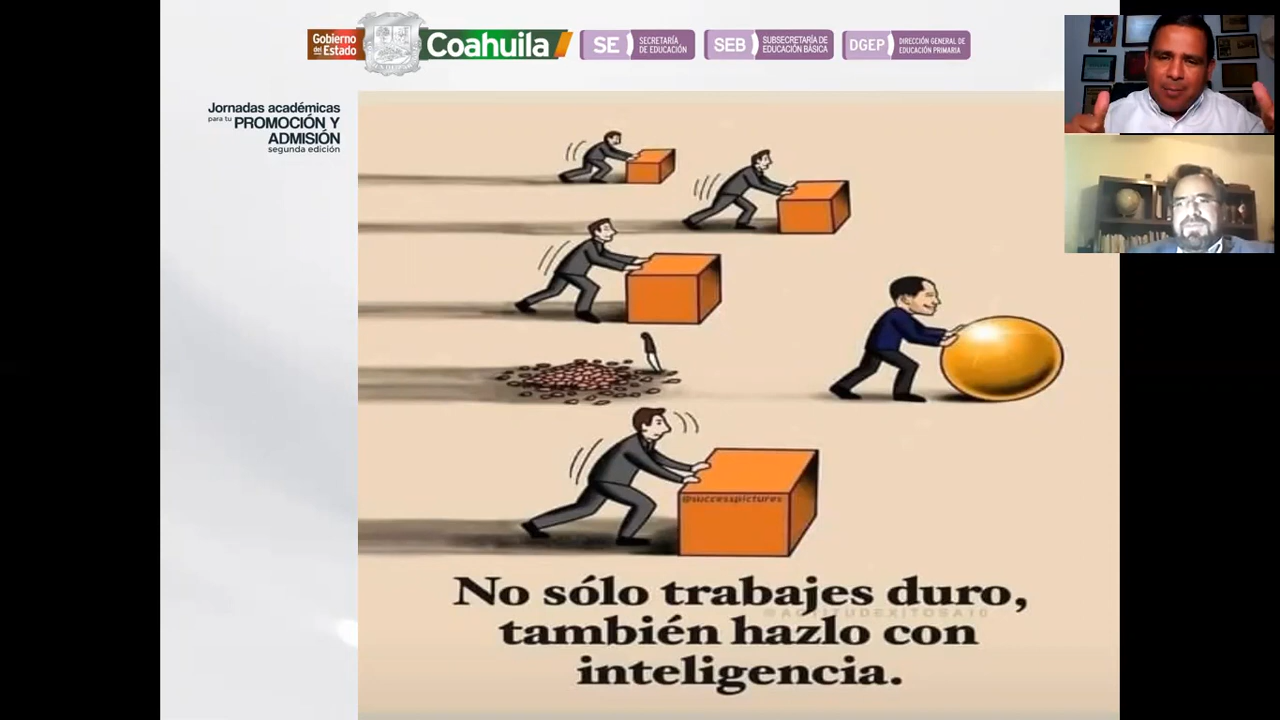 Gobierno
del Estado
Coahuila
SE
SECRETARÍA
DE EDUCACIÓN
SEB
SUBSECRETARÍA DE
EDUCACIÓN BÁSICA
DGEP
DIRECCIÓN GENERAL DE
EDUCACIÓN PRIMARIA
Jornadas académicas
para tu PROMOCIÓN Y
ADMISIÓN
segunda edición
@successpictures
No sólo trabajes duro,
@ACTITUDEXITOSA10
también hazlo con
inteligencia.